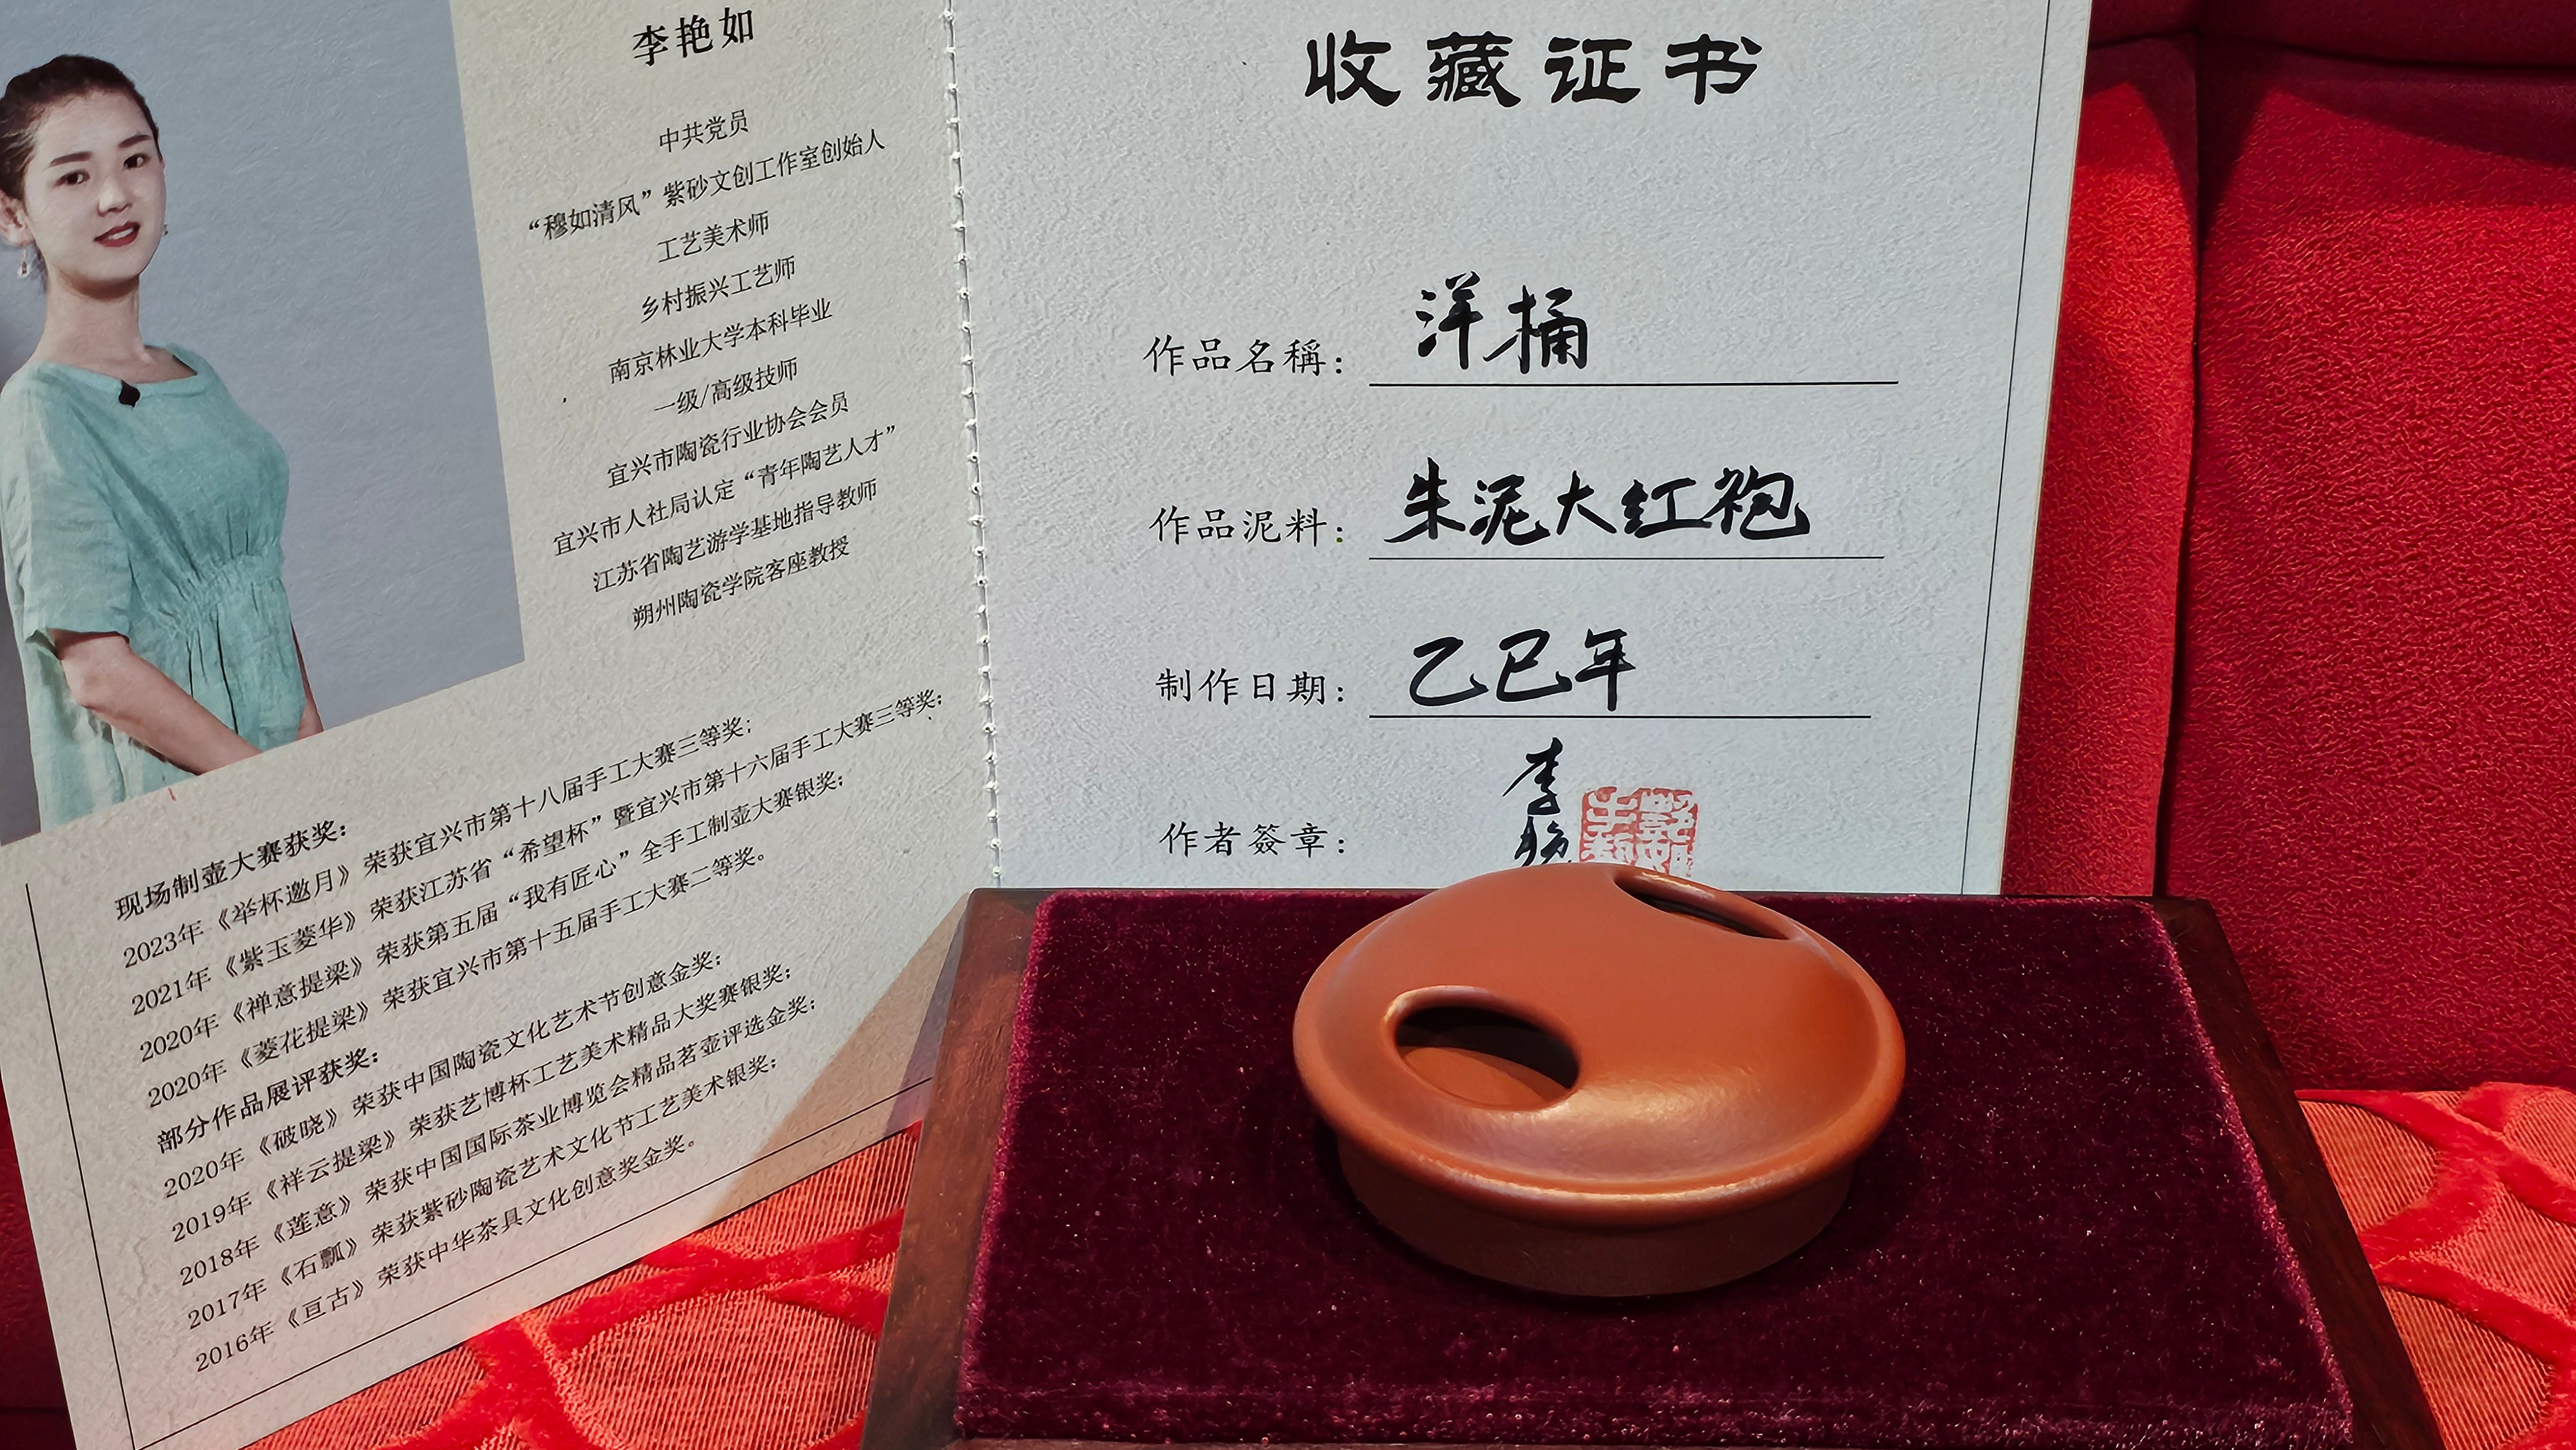 李艳如
中共党员
“穆如清风”紫砂文创工作室创始人
工艺美术师
乡村振兴工艺师
南京林业大学本科毕业
一级/高级技师
宜兴市陶瓷行业协会会员
宜兴市人社局认定“青年陶艺人才”
江苏省陶艺游学基地指导教师
朔州陶瓷学院客座教授
现场制壶大赛获奖：
2023年《举杯邀月》荣获宜兴市第十八届手工大赛三等奖；
2021年《紫玉菱华》荣获江苏省“希望杯”暨宜兴市第十六届手工大赛三等奖；
2020年《禅意提梁》荣获第五届“我有匠心”全手工制壶大赛银奖；
2020年《菱花提梁》荣获宜兴市第十五届手工大赛二等奖。
部分作品展评获奖：
2020年《破晓》荣获中国陶瓷文化艺术节创意金奖；
2019年《祥云提梁》荣获艺博杯工艺美术精品大奖赛银奖；
2018年《莲意》荣获中国国际茶业博览会精品茗壶评选金奖；
2017年《石瓢》荣获紫砂陶瓷艺术文化节工艺美术银奖；
2016年《亘古》荣获中华茶具文化创意奖金奖。
收藏证书
作品名稱：洋桶
作品泥料：朱泥大红袍
制作日期：乙巳年
作者簽章：李艳